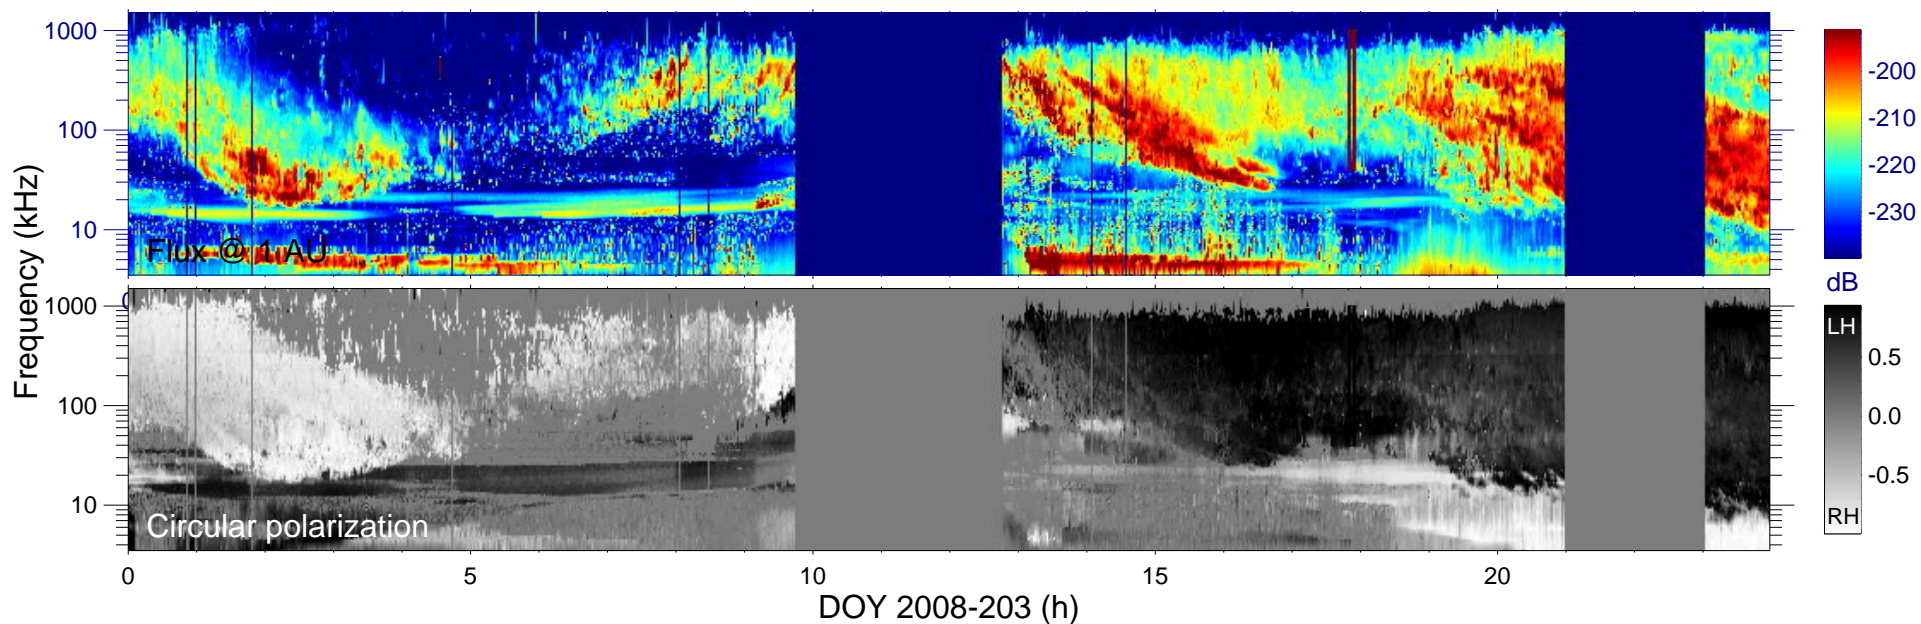 1000
100
10
Flux @ 1 AU
-200
-210
-220
-230
dB
0
Frequency (kHz)
1000
100
10
Circular polarization
LH
0.5
0.0
-0.5
RH
0
5
10
15
20
DOY 2008-203 (h)